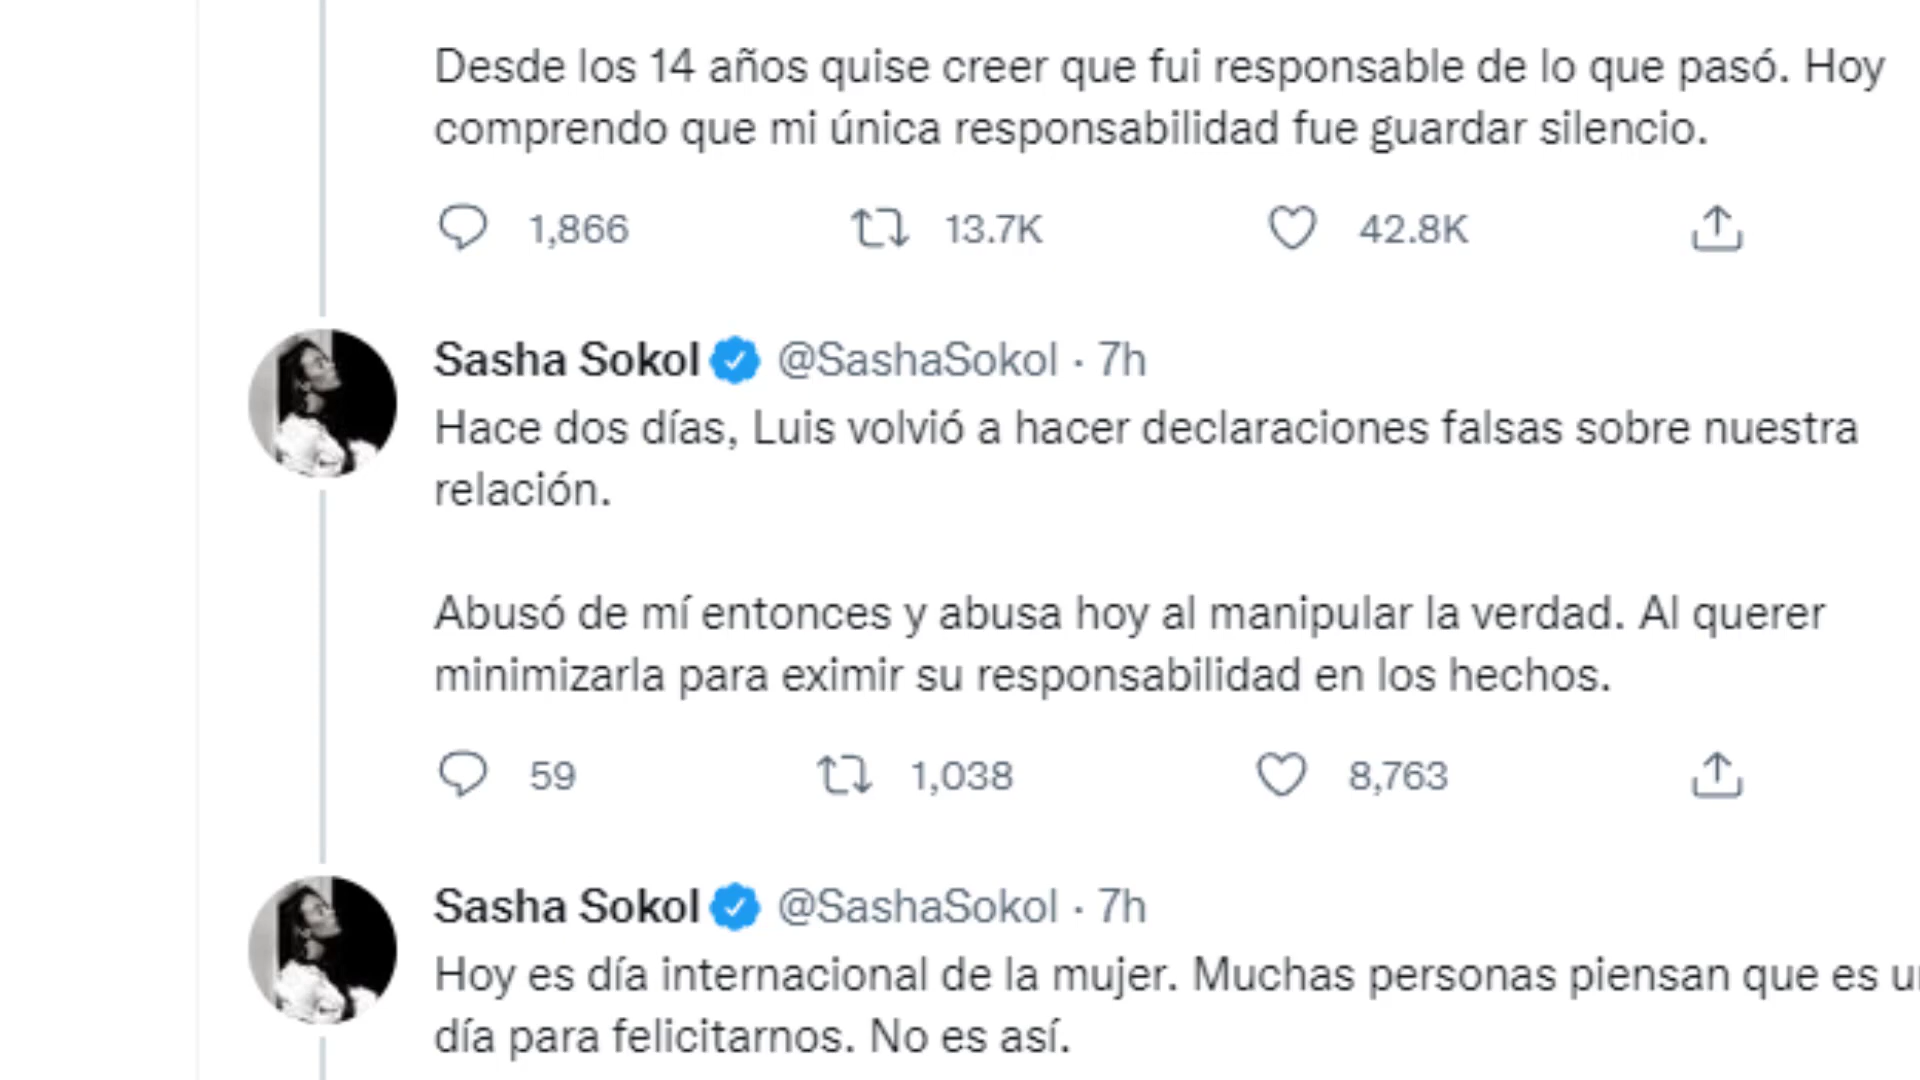 Desde los 14 años quise creer que fui responsable de lo que pasó. Hoy
comprendo que mi única responsabilidad fue guardar silencio.
1,866 13.7K 42.8K
Sasha Sokol @SashaSokol · 7h
Hace dos días, Luis volvió a hacer declaraciones falsas sobre nuestra
relación.
Abusó de mí entonces y abusa hoy al manipular la verdad. Al querer
minimizarla para eximir su responsabilidad en los hechos.
59 1,038 8,763
Sasha Sokol @SashaSokol · 7h
Hoy es día internacional de la mujer. Muchas personas piensan que es
día para felicitarnos. No es así.